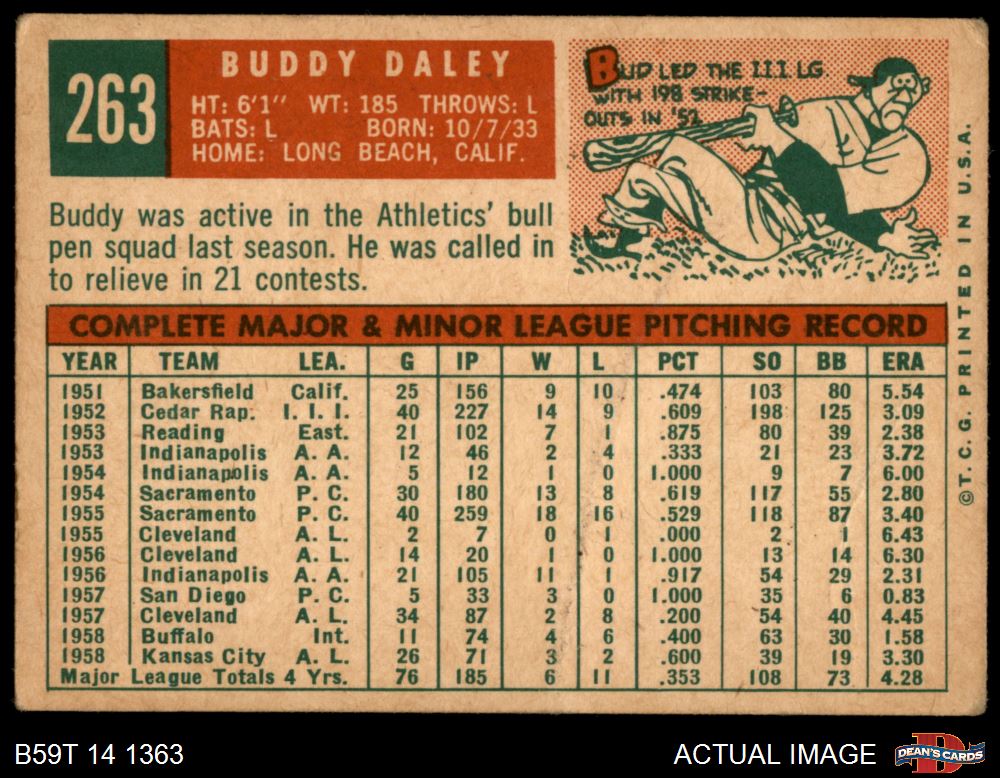 263
BUDDY DALEY
HT: 6'1" WT: 185 THROWS: L
BATS: L BORN: 10/7/33
HOME: LONG BEACH, CALIF.
BUD LED THE I.I.I. LG.
WITH 198 STRIKE-
OUTS IN '52
Buddy was active in the Athletics' bull
pen squad last season. He was called in
to relieve in 21 contests.
COMPLETE MAJOR & MINOR LEAGUE PITCHING RECORD
YEAR TEAM LEA. G IP W L PCT SO BB ERA
1951 Bakersfield Calif. 25 156 9 10 .474 103 80 5.54
1952 Cedar Rap. I. I. I. 40 227 14 9 .609 198 125 3.09
1953 Reading East. 21 102 7 1 .875 80 39 2.38
1953 Indianapolis A. A. 12 46 2 4 .333 21 23 3.72
1954 Indianapolis A. A. 5 12 1 0 1.000 9 7 6.00
1954 Sacramento P. C. 30 180 13 8 .619 117 55 2.80
1955 Sacramento P. C. 40 259 18 16 .529 118 87 3.40
1955 Cleveland A. L. 2 7 0 1 .000 2 1 6.43
1956 Cleveland A. L. 14 20 1 0 1.000 13 14 6.30
1956 Indianapolis A. A. 21 105 11 1 .917 54 29 2.31
1957 San Diego P. C. 5 33 3 0 1.000 35 6 0.83
1957 Cleveland A. L. 34 87 2 8 .200 54 40 4.45
1958 Buffalo Int. 11 74 4 6 .400 63 30 1.58
1958 Kansas City A. L. 26 71 3 2 .600 39 19 3.30
Major League Totals 4 Yrs. 76 185 6 11 .353 108 73 4.28
©T. C. G. PRINTED IN U.S.A.
B59T 14 1363
ACTUAL IMAGE
DEAN'S CARDS